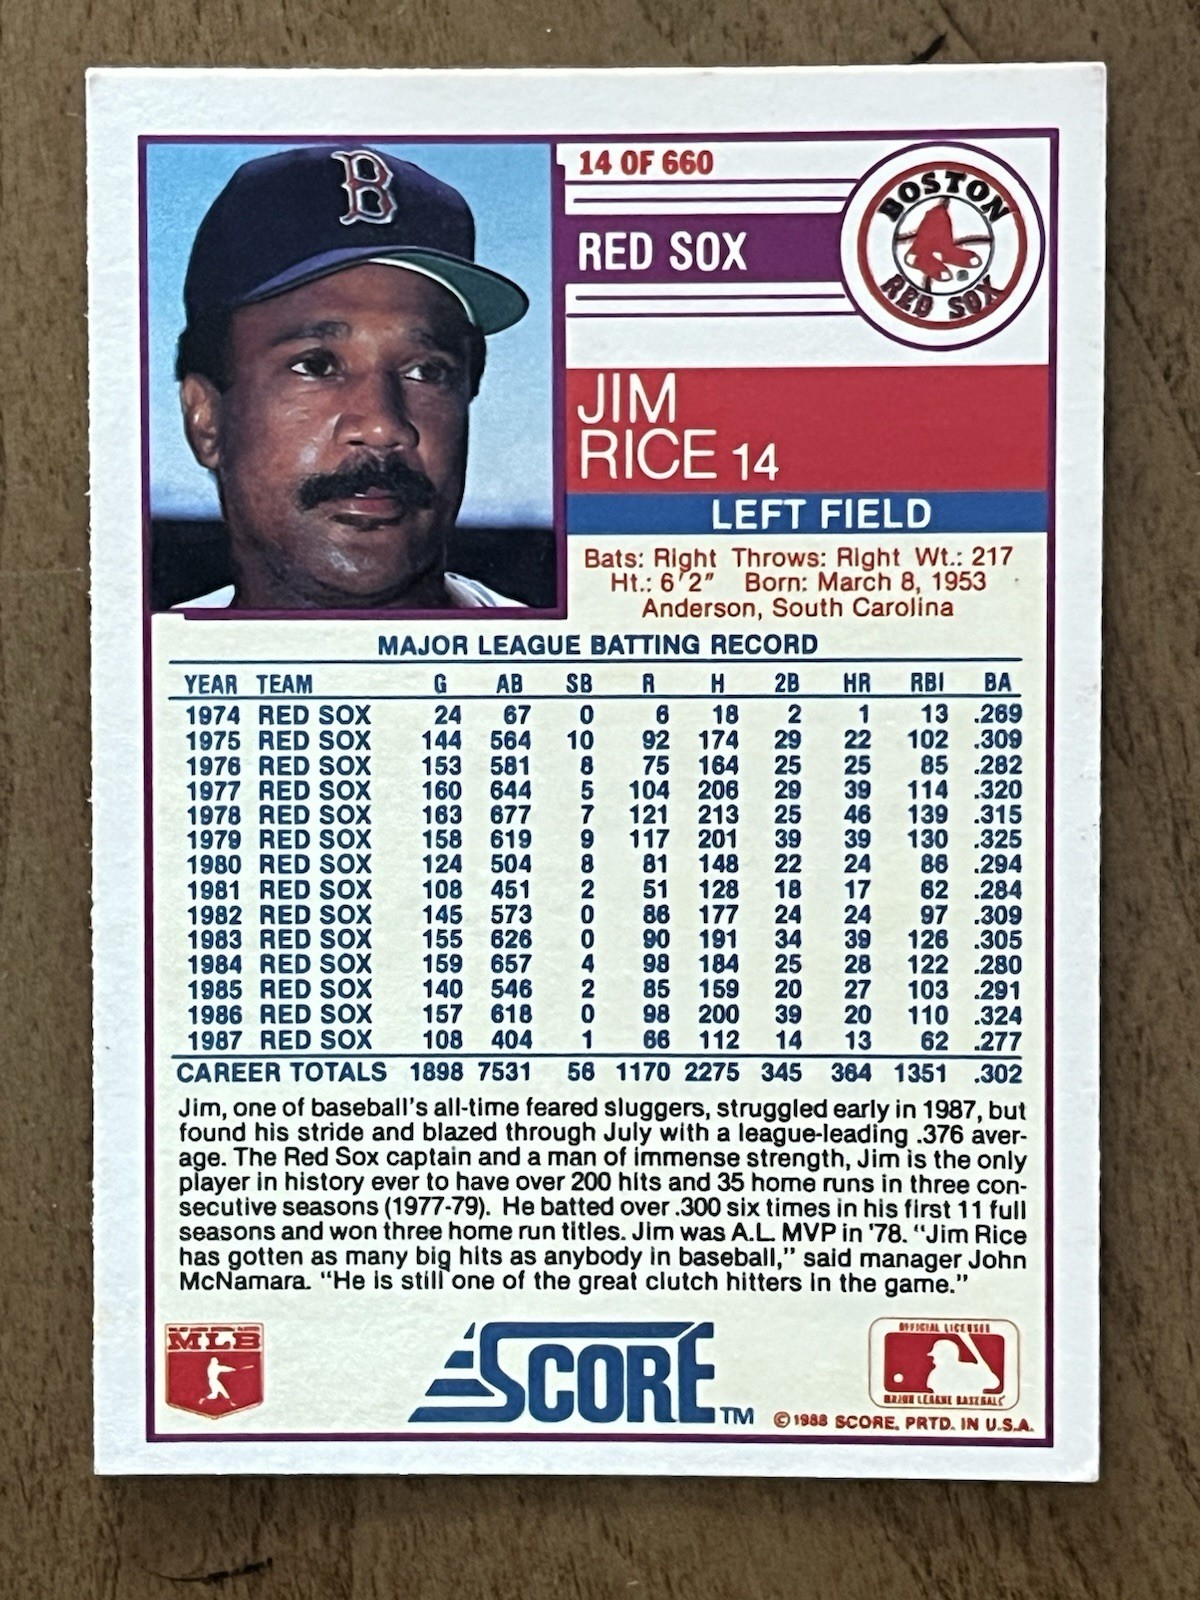 B
14 OF 660
RED SOX
BOSTON
RED SOX
JIM
RICE 14
LEFT FIELD
Bats: Right Throws: Right Wt.: 217
Ht.: 6'2" Born: March 8, 1953
Anderson, South Carolina
MAJOR LEAGUE BATTING RECORD
YEAR TEAM G AB SB R H 2B HR RBI BA
1974 RED SOX 24 67 0 6 18 2 1 13 .269
1975 RED SOX 144 564 10 92 174 29 22 102 .309
1976 RED SOX 153 581 8 75 164 25 25 85 .282
1977 RED SOX 160 644 5 104 206 29 39 114 .320
1978 RED SOX 163 677 7 121 213 25 46 139 .315
1979 RED SOX 158 619 9 117 201 39 39 130 .325
1980 RED SOX 124 504 8 81 148 22 24 86 .294
1981 RED SOX 108 451 2 51 128 18 17 62 .284
1982 RED SOX 145 573 0 86 177 24 24 97 .309
1983 RED SOX 155 626 0 90 191 34 39 126 .305
1984 RED SOX 159 657 4 98 184 25 28 122 .280
1985 RED SOX 140 546 2 85 159 20 27 103 .291
1986 RED SOX 157 618 0 98 200 39 20 110 .324
1987 RED SOX 108 404 1 66 112 14 13 62 .277
CAREER TOTALS 1898 7531 56 1170 2275 345 364 1351 .302
Jim, one of baseball's all-time feared sluggers, struggled early in 1987, but
found his stride and blazed through July with a league-leading .376 aver-
age. The Red Sox captain and a man of immense strength, Jim is the only
player in history ever to have over 200 hits and 35 home runs in three con-
secutive seasons (1977-79). He batted over .300 six times in his first 11 full
seasons and won three home run titles. Jim was A.L. MVP in '78. "Jim Rice
has gotten as many big hits as anybody in baseball," said manager John
McNamara. "He is still one of the great clutch hitters in the game."
MLB
SCORE TM
OFFICIAL LICENSEE
MAJOR LEAGUE BASEBALL
©1988 SCORE, PRTD. IN U.S.A.